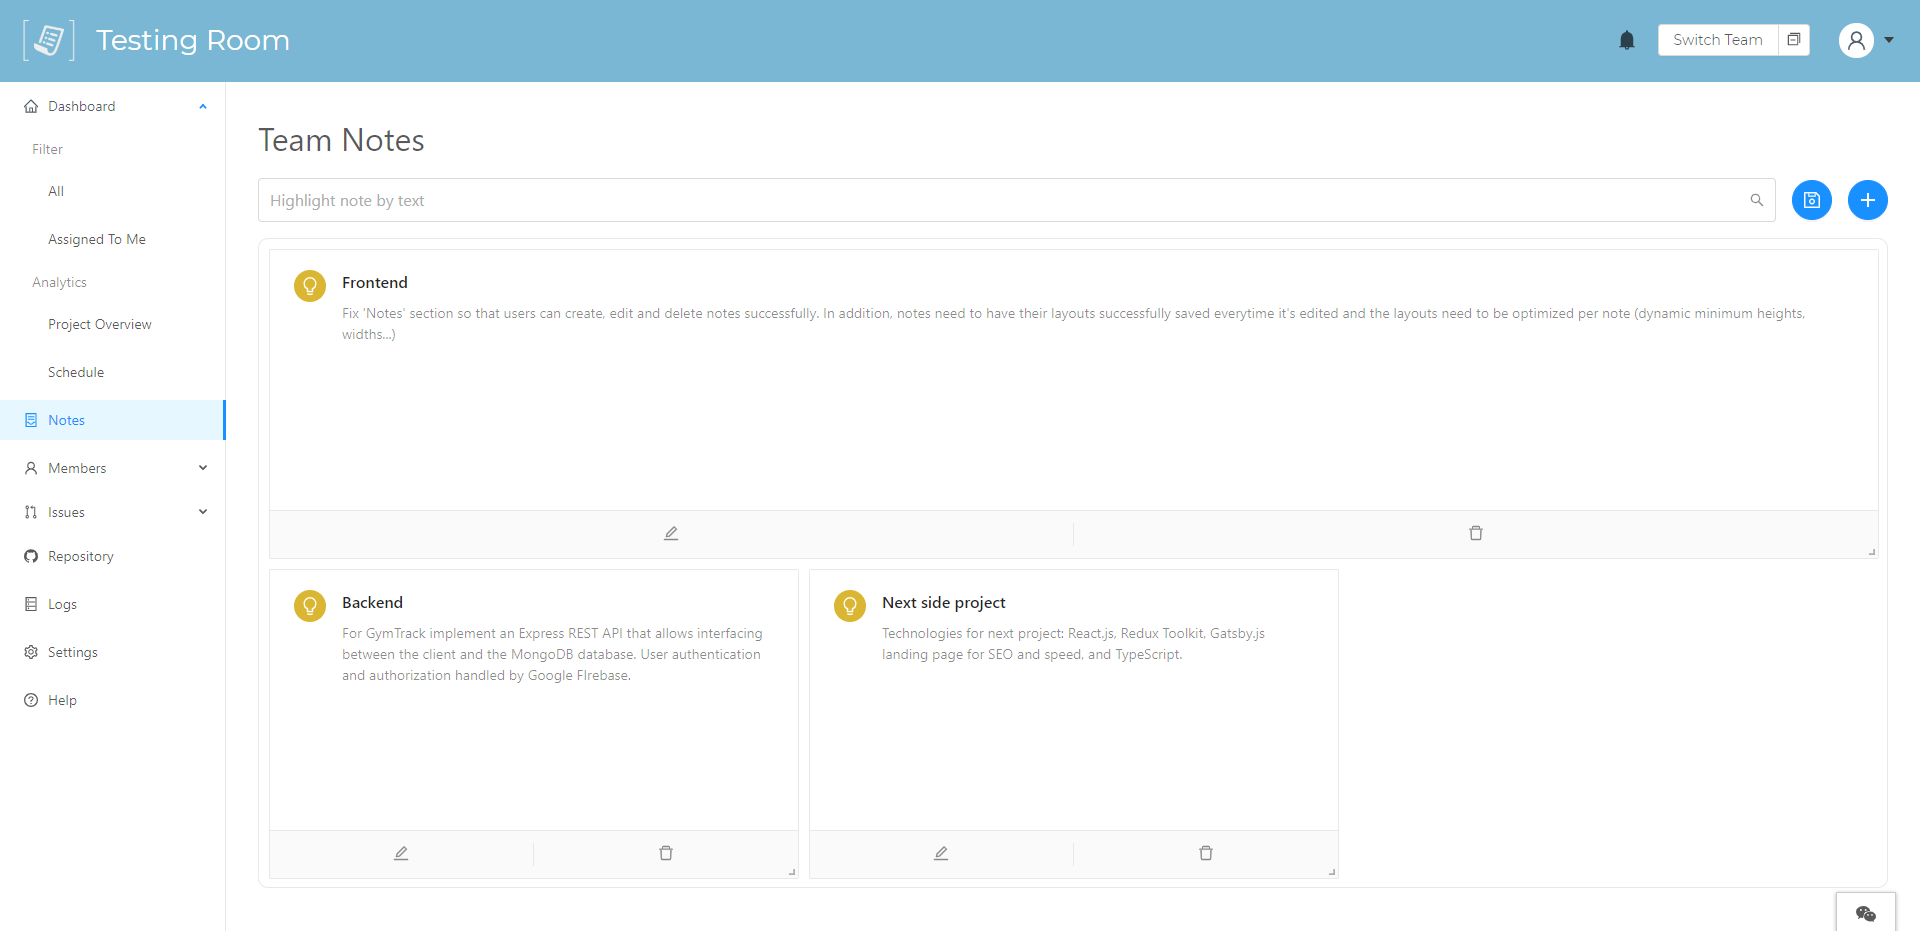 Testing Room
Switch Team
Dashboard
Filter
All
Assigned To Me
Analytics
Project Overview
Schedule
Notes
Members
Issues
Repository
Logs
Settings
Help
Team Notes
Highlight note by text
Frontend
Fix 'Notes' section so that users can create, edit and delete notes successfully. In addition, notes need to have their layouts successfully saved everytime it's edited and the layouts need to be optimized per note (dynamic minimum heights,
widths...)
Backend
For GymTrack implement an Express REST API that allows interfacing
between the client and the MongoDB database. User authentication
and authorization handled by Google FIrebase.
Next side project
Technologies for next project: React.js, Redux Toolkit, Gatsby.js
landing page for SEO and speed, and TypeScript.